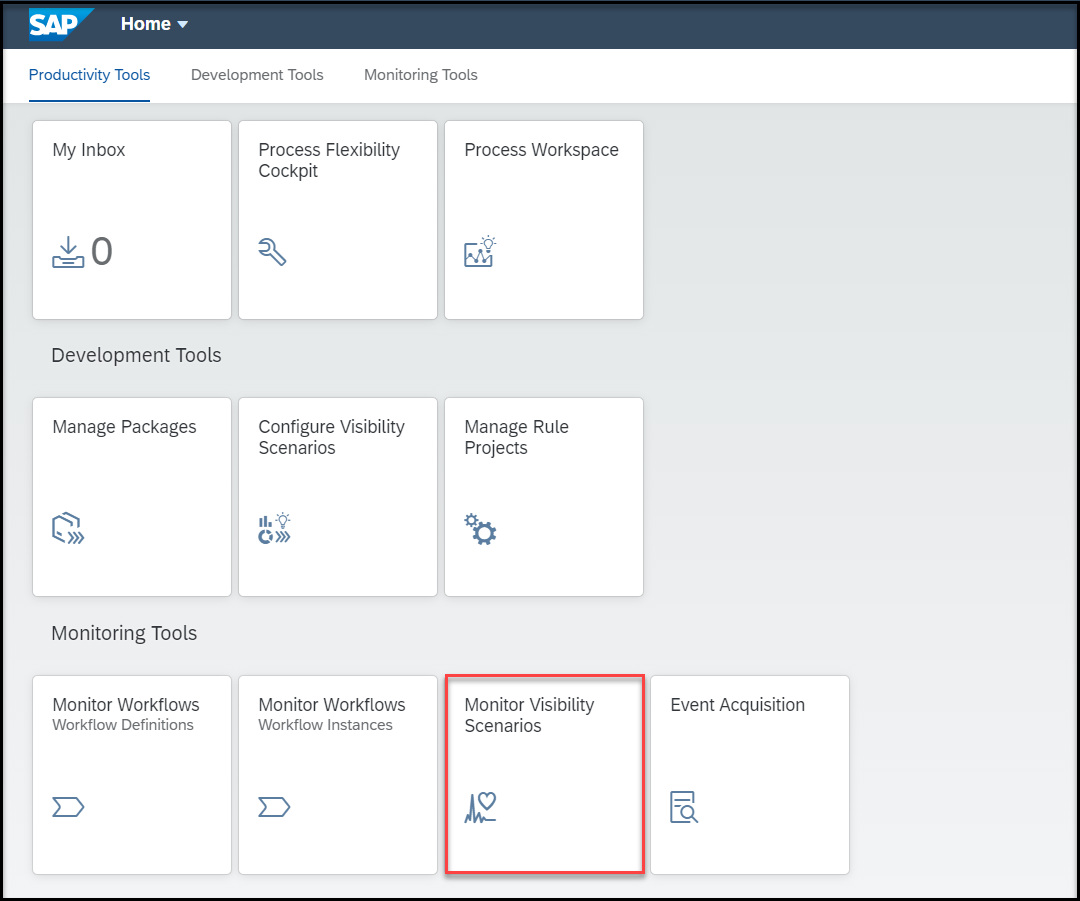 SAP Home
Productivity Tools Development Tools Monitoring Tools
My Inbox
0
Process Flexibility
Cockpit
Process Workspace
Development Tools
Manage Packages
Configure Visibility
Scenarios
Manage Rule
Projects
Monitoring Tools
Monitor Workflows
Workflow Definitions
Monitor Workflows
Workflow Instances
Monitor Visibility
Scenarios
Event Acquisition